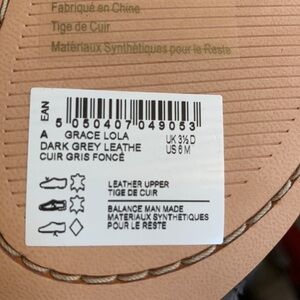 Fabriqué en Chine
Tige de Cuir
Matériaux Synthétiques pour le Reste
EAN
5 050407 049053
A GRACE LOLA UK 3½ D
DARK GREY LEATHE US 6 M
CUIR GRIS FONCÉ
LEATHER UPPER
TIGE DE CUIR
BALANCE MAN MADE
MATERIAUX SYNTHETIQUES
POUR LE RESTE